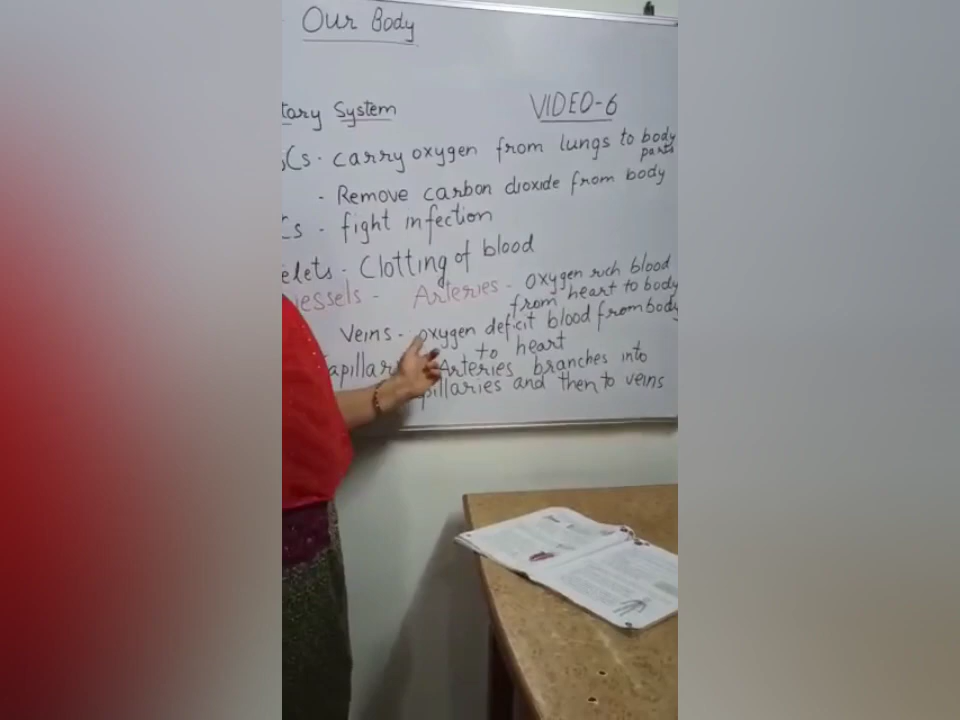 Our Body
VIDEO-6
tary System
Cs - carry oxygen from lungs to body
parts
- Remove carbon dioxide from body
Cs - fight infection
elets - Clotting of blood
essels - Arteries - oxygen rich blood
from heart to body
Veins - oxygen deficit blood from body
to heart
apillar Arteries branches into
pillaries and then to veins